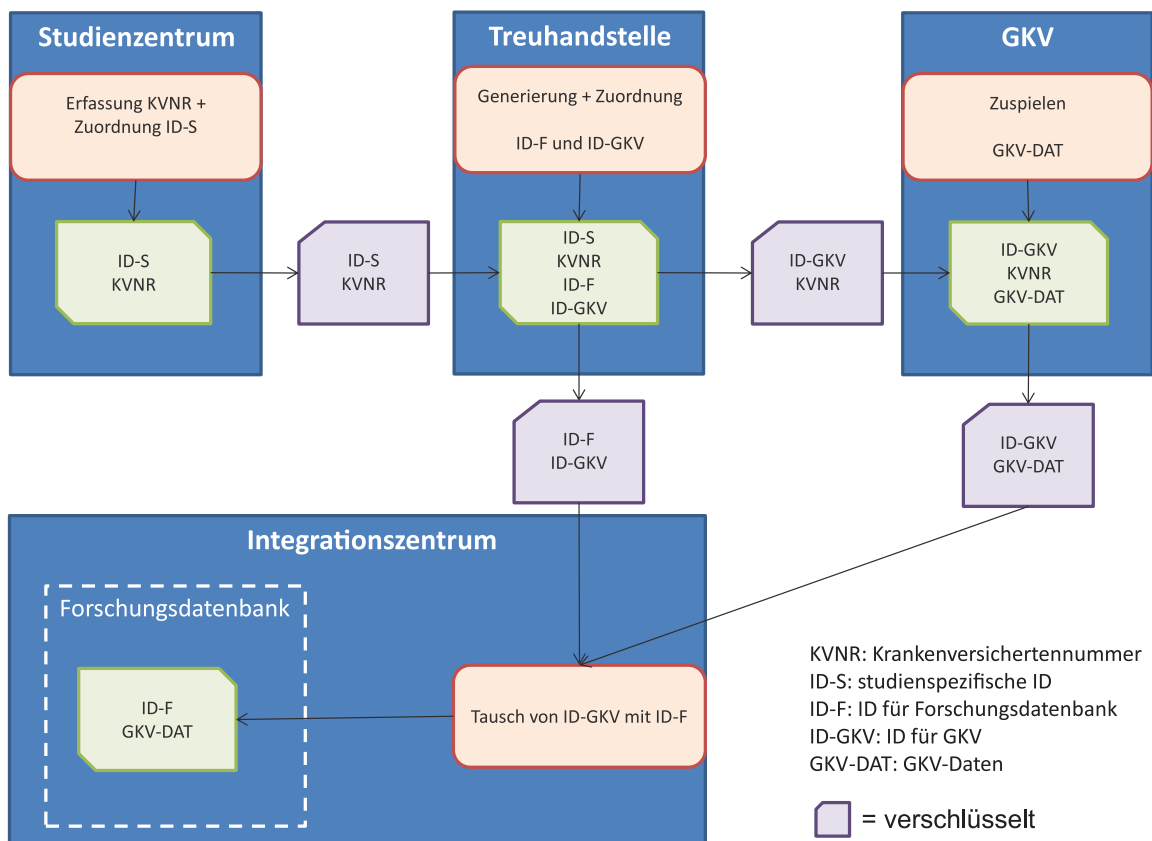 Studienzentrum
Erfassung KVNR +
Zuordnung ID-S
ID-S
KVNR
ID-S
KVNR
Treuhandstelle
Generierung + Zuordnung
ID-F und ID-GKV
ID-S
KVNR
ID-F
ID-GKV
ID-GKV
KVNR
GKV
Zuspielen
GKV-DAT
ID-GKV
KVNR
GKV-DAT
ID-F
ID-GKV
ID-GKV
GKV-DAT
Integrationszentrum
Forschungsdatenbank
ID-F
GKV-DAT
Tausch von ID-GKV mit ID-F
KVNR: Krankenversichertennummer
ID-S: studienspezifische ID
ID-F: ID für Forschungsdatenbank
ID-GKV: ID für GKV
GKV-DAT: GKV-Daten
= verschlüsselt